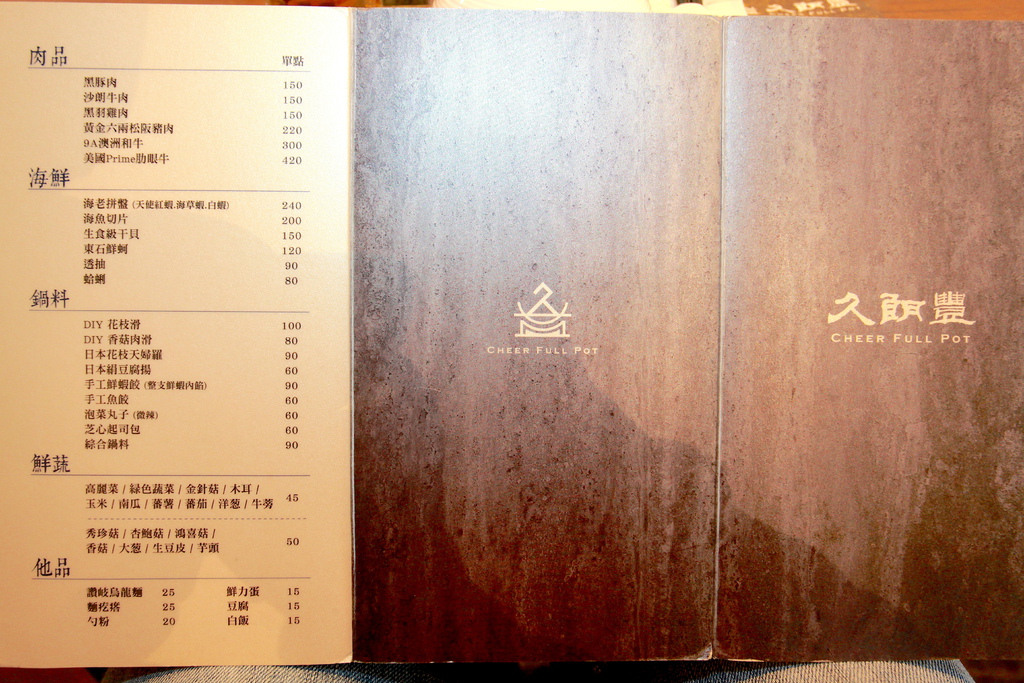 肉品 單點
黑豚肉 150
沙朗牛肉 150
黑羽雞肉 150
黃金六兩松阪豬肉 220
9A澳洲和牛 300
美國Prime肋眼牛 420
海鮮
海老拼盤 (天使紅蝦.海草蝦.白蝦) 240
海魚切片 200
生食級干貝 150
東石鮮蚵 120
透抽 90
蛤蜊 80
鍋料
DIY 花枝滑 100
DIY 香菇肉滑 80
日本花枝天婦羅 90
日本絹豆腐揚 60
手工鮮蝦餃 (整支鮮蝦內餡) 90
手工魚餃 60
泡菜丸子 (微辣) 60
芝心起司包 60
綜合鍋料 90
鮮蔬
高麗菜 / 綠色蔬菜 / 金針菇 / 木耳 /
玉米 / 南瓜 / 蕃薯 / 蕃茄 / 洋葱 / 牛蒡 45
秀珍菇 / 杏鮑菇 / 鴻喜菇 /
香菇 / 大葱 / 生豆皮 / 芋頭 50
他品
讚岐烏龍麵 25 鮮力蛋 15
麵疙瘩 25 豆腐 15
勺粉 20 白飯 15
CHEER FULL POT
久朗豐
CHEER FULL POT